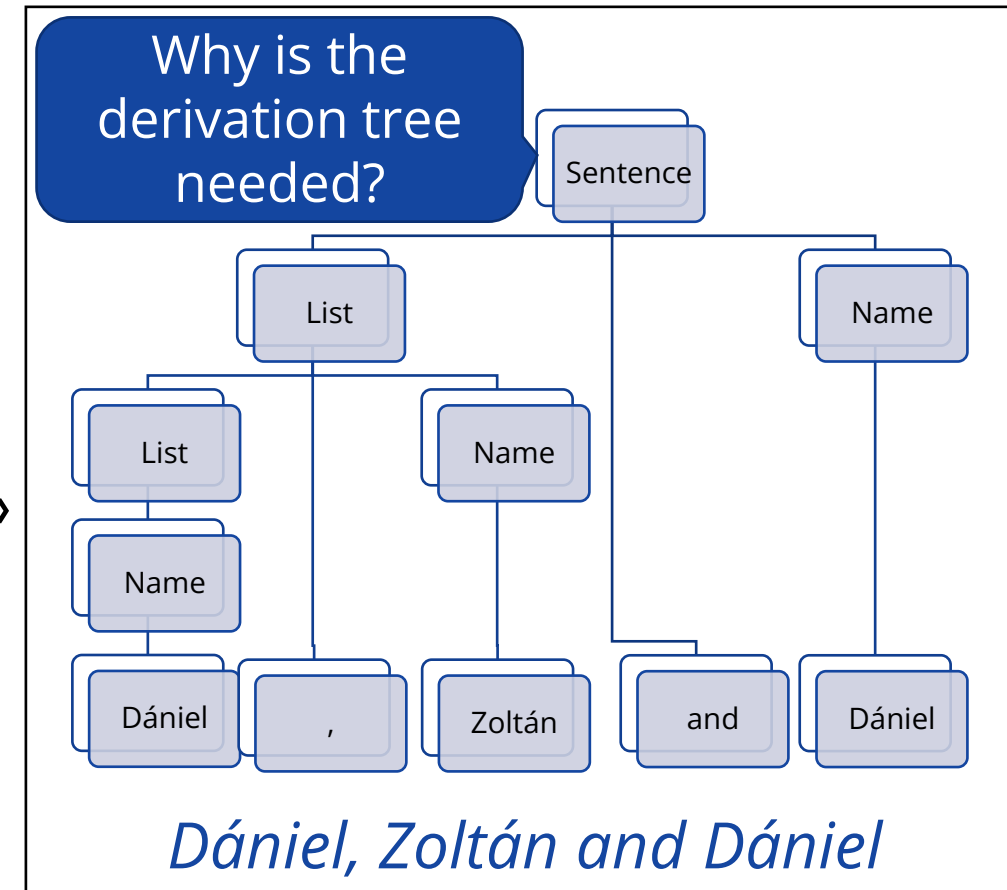 Why is the
derivation tree
needed?
Sentence
List
Name
List
Name
Name
Dániel
,
Zoltán
and
Dániel
Dániel, Zoltán and Dániel